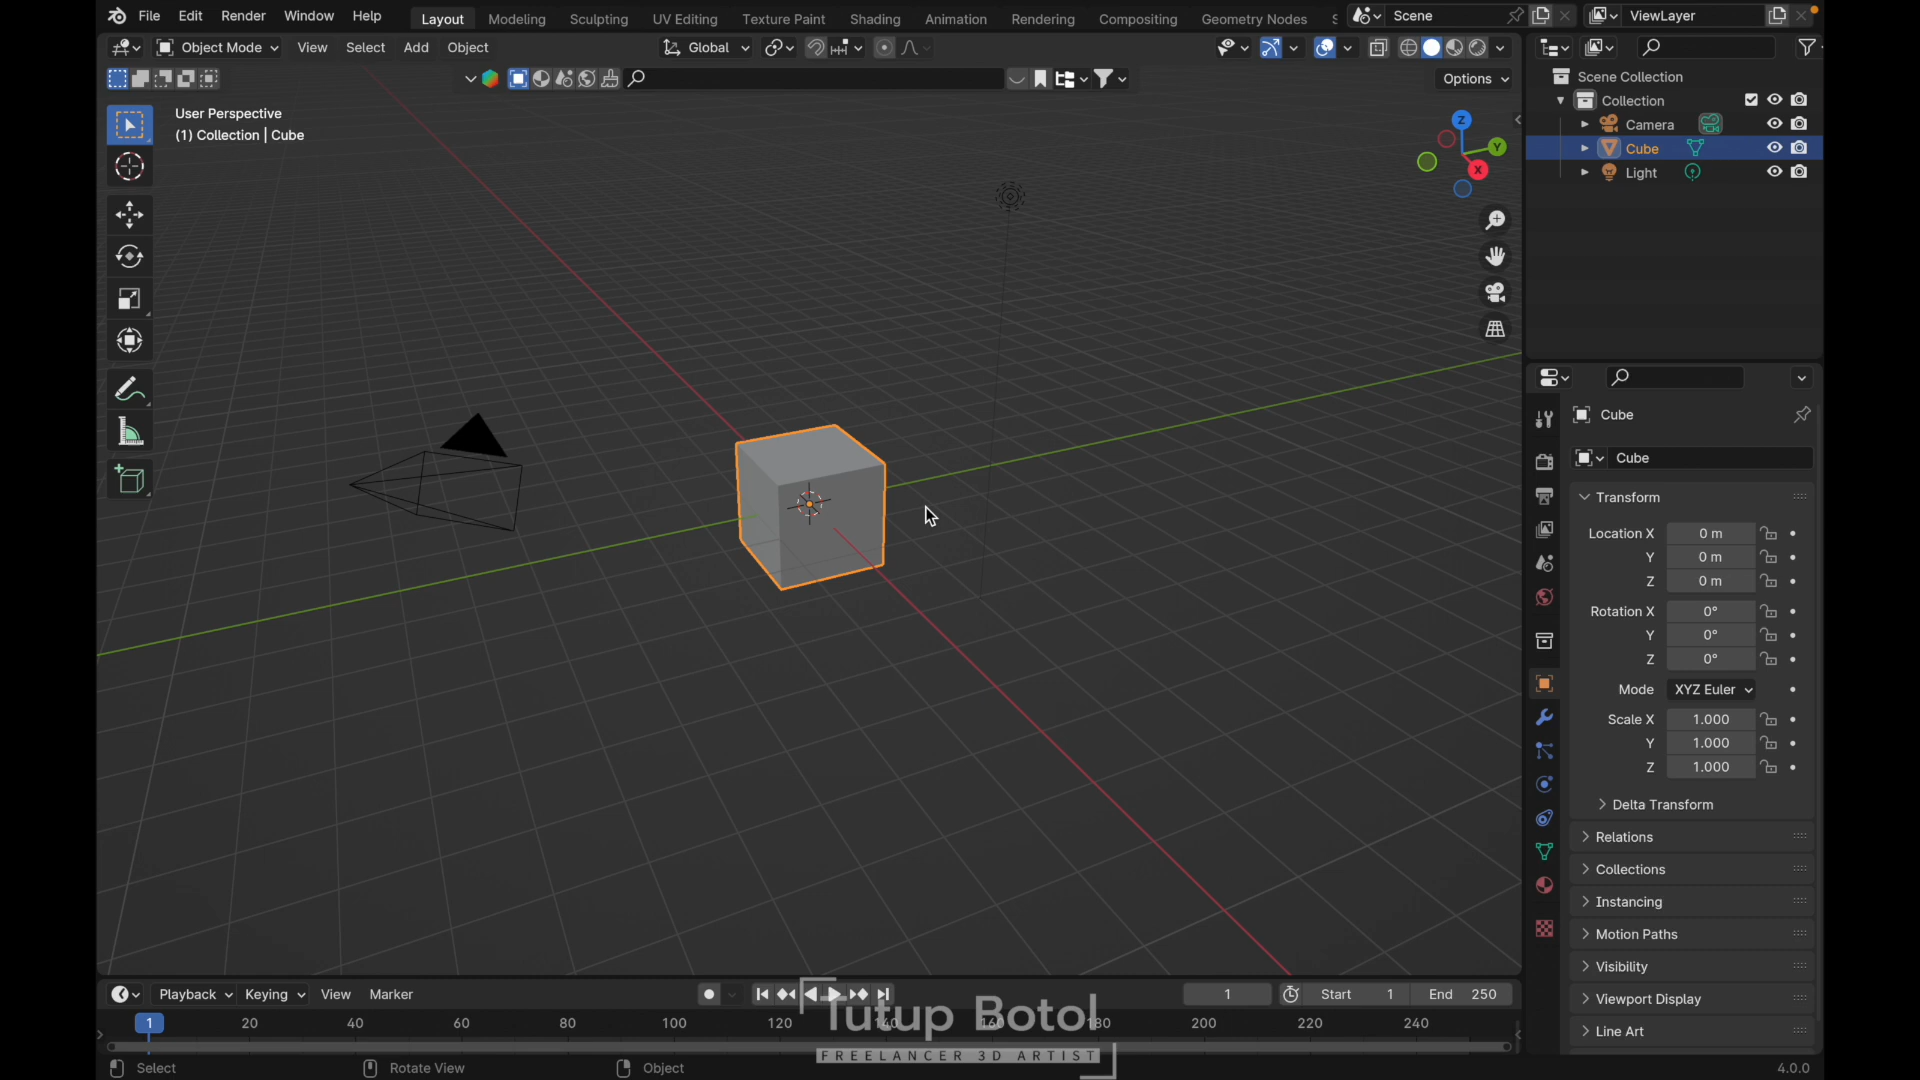 File Edit Render Window Help Layout Modeling Sculpting UV Editing Texture Paint Shading Animation Rendering Compositing Geometry Nodes S Scene ViewLayer
Object Mode View Select Add Object Global
Options
User Perspective
(1) Collection | Cube
Z
Y
X
Scene Collection
Collection
Camera
Cube
Light
Cube
Cube
Transform
Location X 0 m
Y 0 m
Z 0 m
Rotation X 0°
Y 0°
Z 0°
Mode XYZ Euler
Scale X 1.000
Y 1.000
Z 1.000
Delta Transform
Relations
Collections
Instancing
Motion Paths
Visibility
Viewport Display
Line Art
Playback Keying View Marker 1 Start 1 End 250
1 20 40 60 80 100 120 140 160 180 200 220 240
Tutup Botol
FREELANCER 3D ARTIST
Select Rotate View Object 4.0.0